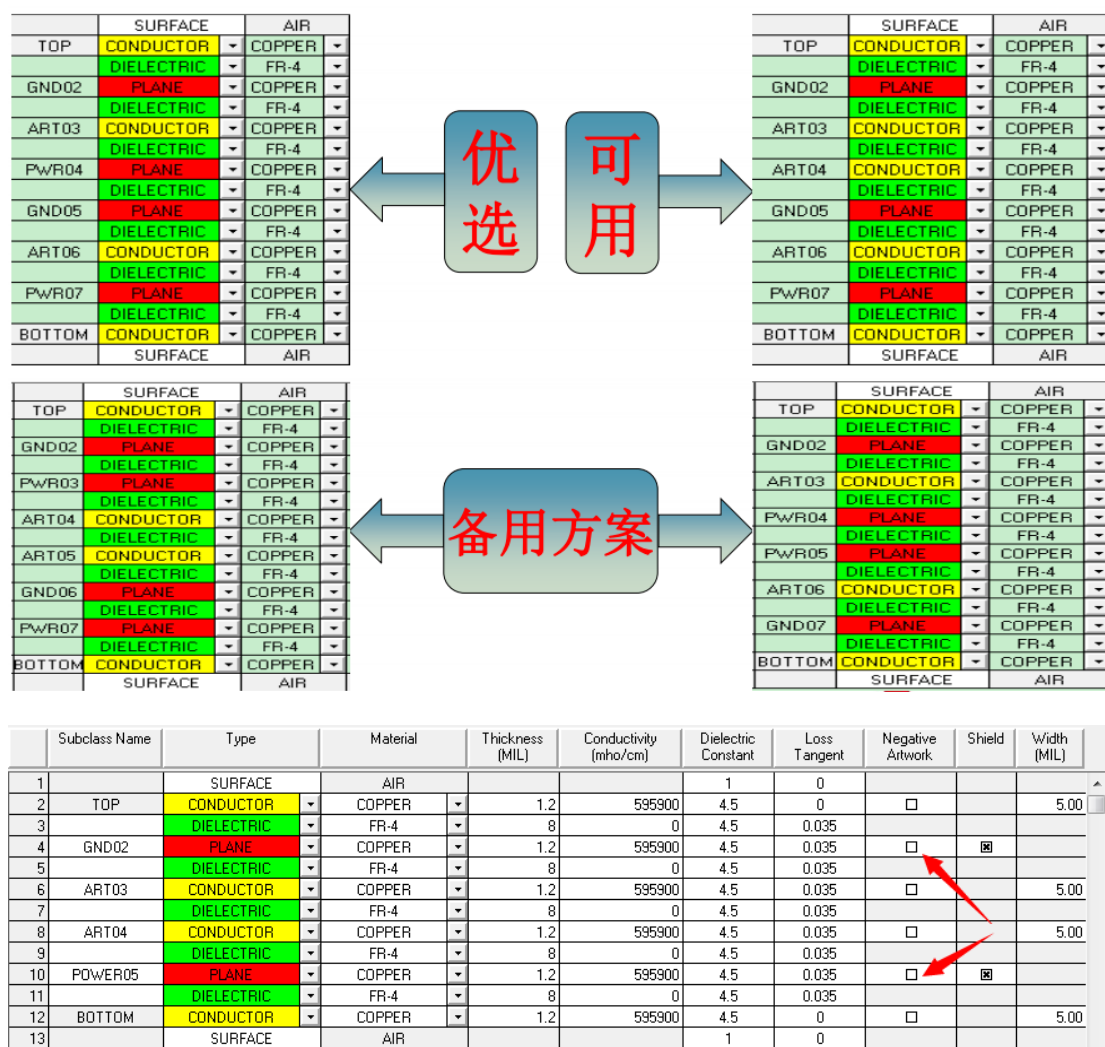 SURFACE AIR
TOP CONDUCTOR COPPER
DIELECTRIC FR-4
GND02 PLANE COPPER
DIELECTRIC FR-4
ART03 CONDUCTOR COPPER
DIELECTRIC FR-4
PWR04 PLANE COPPER
DIELECTRIC FR-4
GND05 PLANE COPPER
DIELECTRIC FR-4
ART06 CONDUCTOR COPPER
DIELECTRIC FR-4
PWR07 PLANE COPPER
DIELECTRIC FR-4
BOTTOM CONDUCTOR COPPER
SURFACE AIR
优选
可用
SURFACE AIR
TOP CONDUCTOR COPPER
DIELECTRIC FR-4
GND02 PLANE COPPER
DIELECTRIC FR-4
ART03 CONDUCTOR COPPER
DIELECTRIC FR-4
ART04 CONDUCTOR COPPER
DIELECTRIC FR-4
GND05 PLANE COPPER
DIELECTRIC FR-4
ART06 CONDUCTOR COPPER
DIELECTRIC FR-4
PWR07 PLANE COPPER
DIELECTRIC FR-4
BOTTOM CONDUCTOR COPPER
SURFACE AIR
SURFACE AIR
TOP CONDUCTOR COPPER
DIELECTRIC FR-4
GND02 PLANE COPPER
DIELECTRIC FR-4
PWR03 PLANE COPPER
DIELECTRIC FR-4
ART04 CONDUCTOR COPPER
DIELECTRIC FR-4
ART05 CONDUCTOR COPPER
DIELECTRIC FR-4
GND06 PLANE COPPER
DIELECTRIC FR-4
PWR07 PLANE COPPER
DIELECTRIC FR-4
BOTTOM CONDUCTOR COPPER
SURFACE AIR
备用方案
SURFACE AIR
TOP CONDUCTOR COPPER
DIELECTRIC FR-4
GND02 PLANE COPPER
DIELECTRIC FR-4
ART03 CONDUCTOR COPPER
DIELECTRIC FR-4
PWR04 PLANE COPPER
DIELECTRIC FR-4
PWR05 PLANE COPPER
DIELECTRIC FR-4
ART06 CONDUCTOR COPPER
DIELECTRIC FR-4
GND07 PLANE COPPER
DIELECTRIC FR-4
BOTTOM CONDUCTOR COPPER
SURFACE AIR
Subclass Name Type Material Thickness (MIL) Conductivity (mho/cm) Dielectric Constant Loss Tangent Negative Artwork Shield Width (MIL)
1 SURFACE AIR 1 0
2 TOP CONDUCTOR COPPER 1.2 595900 4.5 0 5.00
3 DIELECTRIC FR-4 8 0 4.5 0.035
4 GND02 PLANE COPPER 1.2 595900 4.5 0.035
5 DIELECTRIC FR-4 8 0 4.5 0.035
6 ART03 CONDUCTOR COPPER 1.2 595900 4.5 0.035 5.00
7 DIELECTRIC FR-4 8 0 4.5 0.035
8 ART04 CONDUCTOR COPPER 1.2 595900 4.5 0.035 5.00
9 DIELECTRIC FR-4 8 0 4.5 0.035
10 POWER05 PLANE COPPER 1.2 595900 4.5 0.035
11 DIELECTRIC FR-4 8 0 4.5 0.035
12 BOTTOM CONDUCTOR COPPER 1.2 595900 4.5 0 5.00
13 SURFACE AIR 1 0